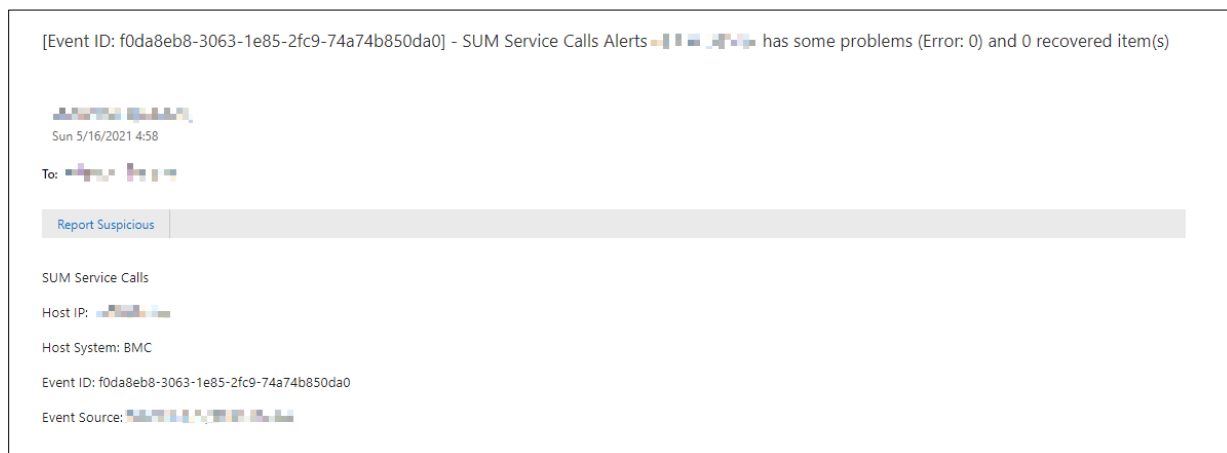 [Event ID: f0da8eb8-3063-1e85-2fc9-74a74b850da0] - SUM Service Calls Alerts has some problems (Error: 0) and 0 recovered item(s)
Sun 5/16/2021 4:58
To:
Report Suspicious
SUM Service Calls
Host IP:
Host System: BMC
Event ID: f0da8eb8-3063-1e85-2fc9-74a74b850da0
Event Source: